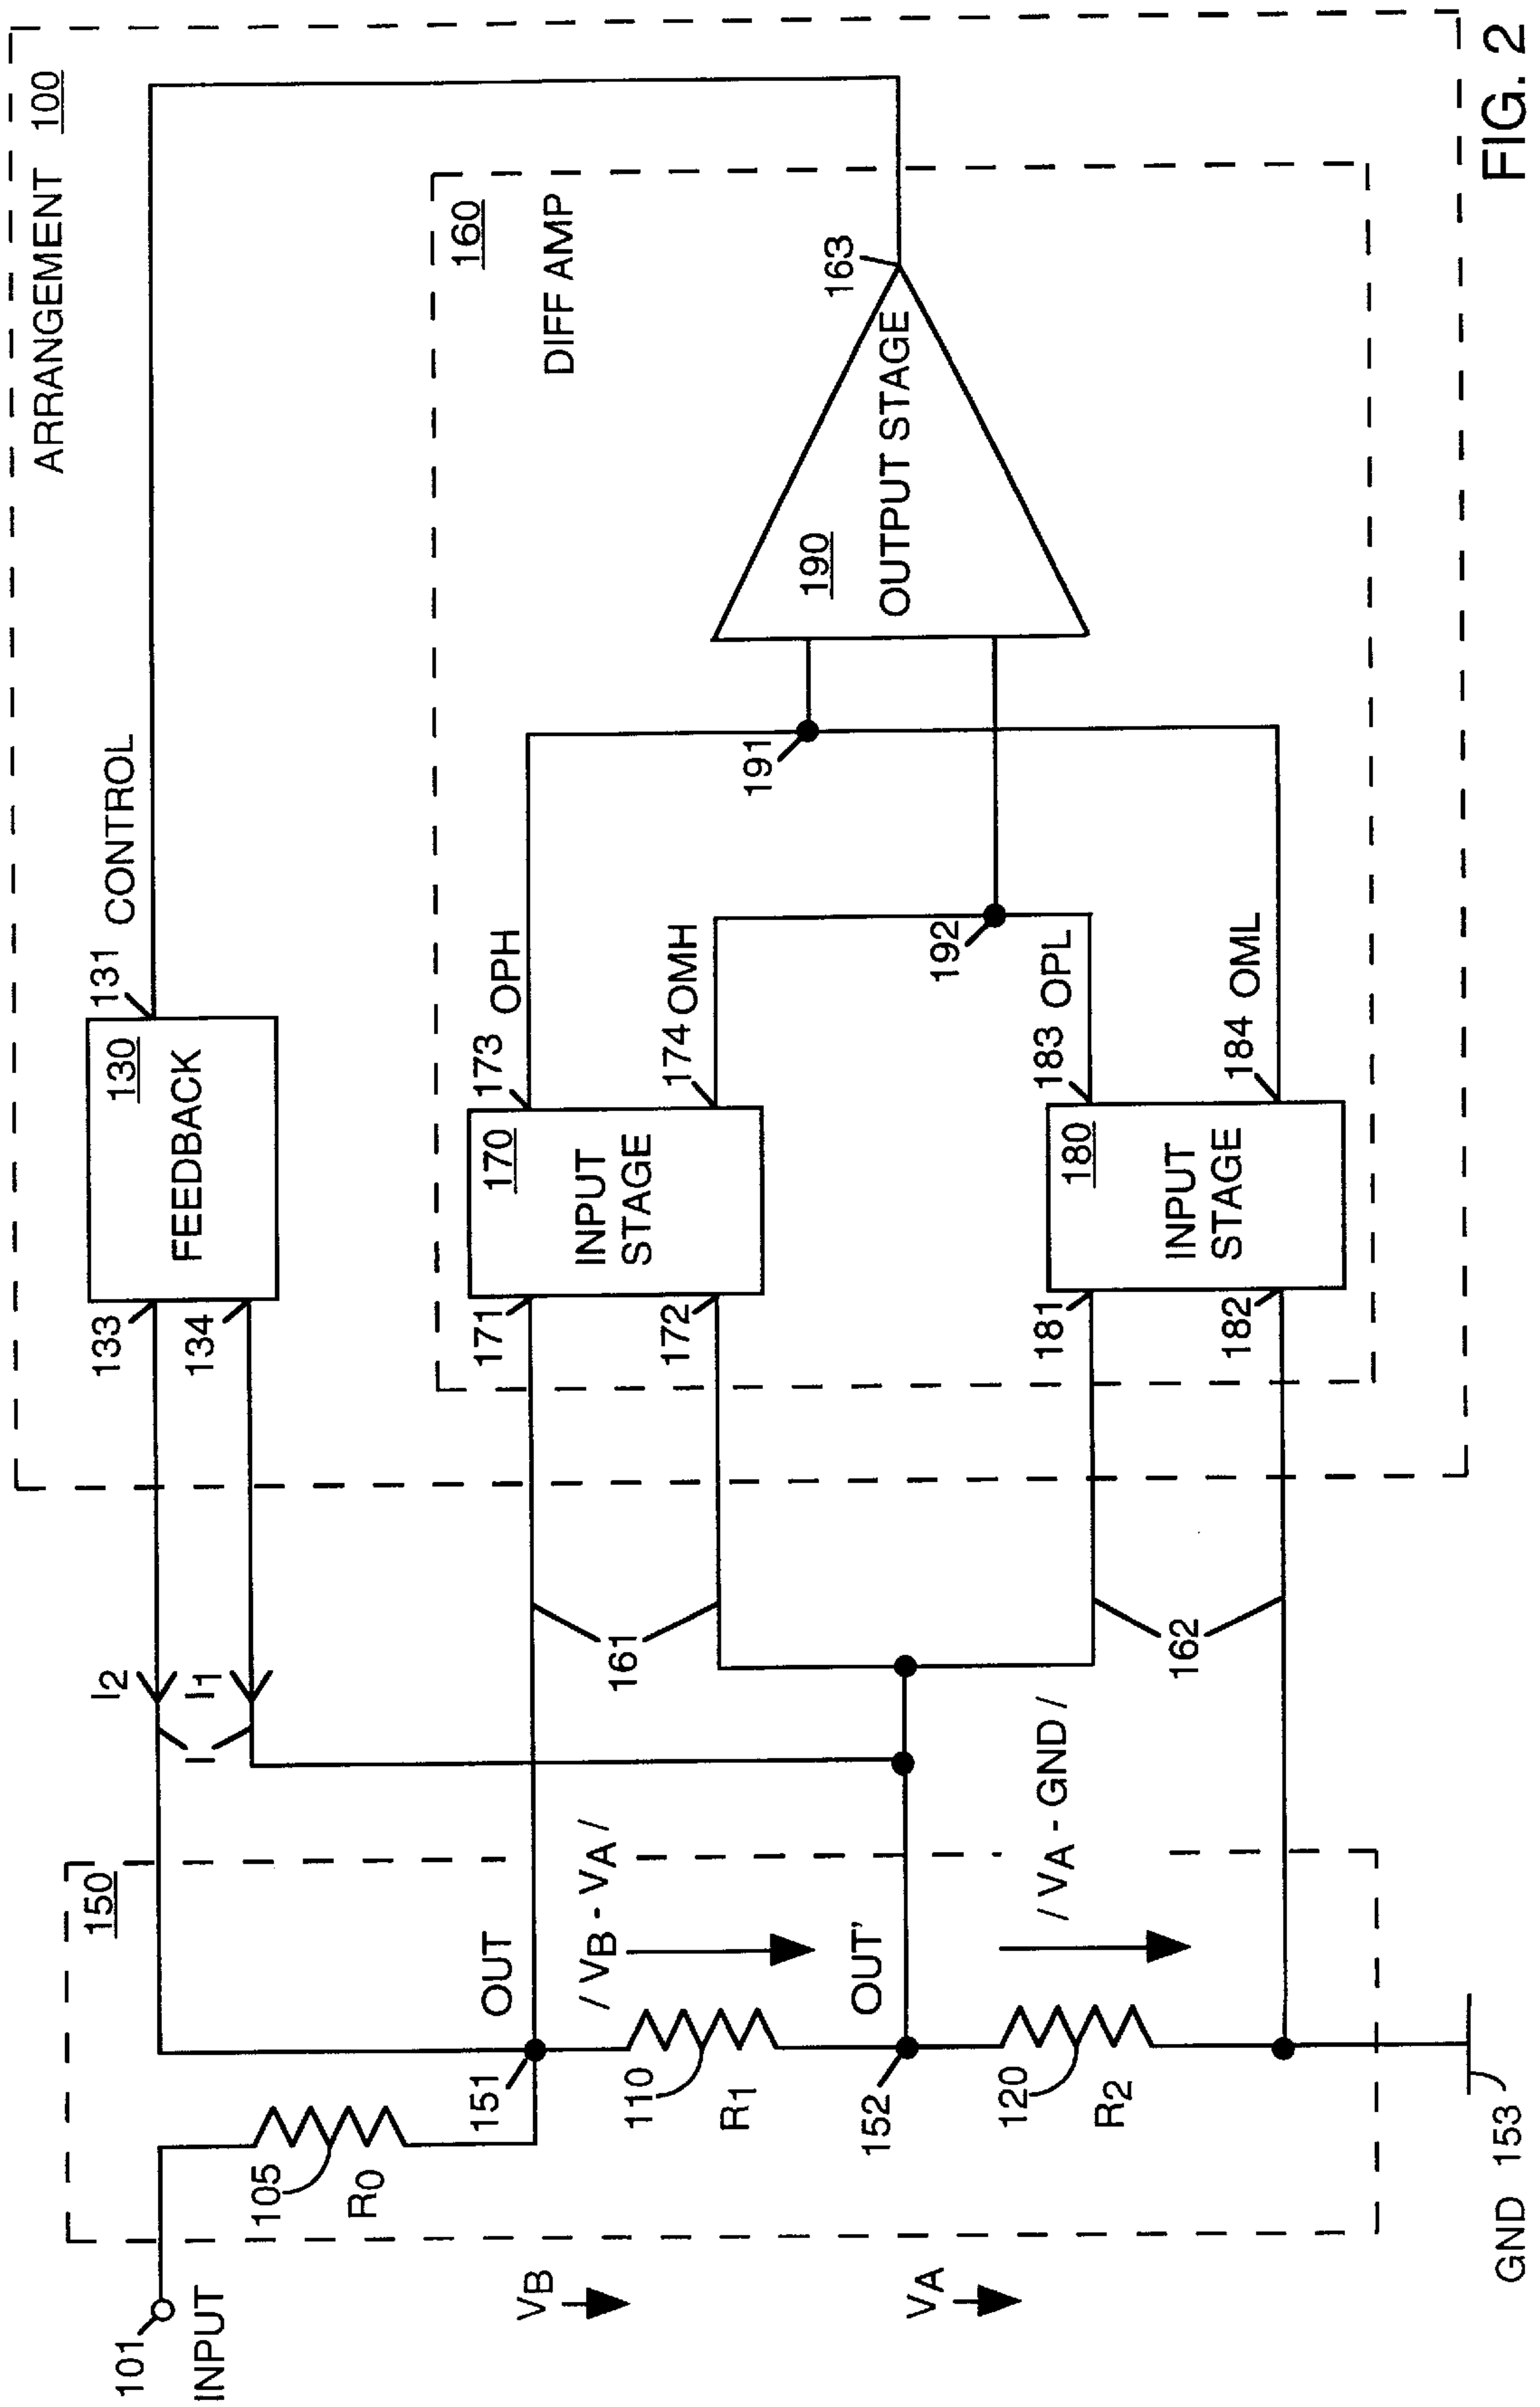 ARRANGEMENT 100
131 CONTROL
130
FEEDBACK
133
134
I2
I1
I
150
101
INPUT
105
R0
160
DIFF AMP
163
190
OUTPUT STAGE
191
192
173 OPH
174 OMH
170
INPUT
STAGE
171
172
161
183 OPL
184 OML
180
INPUT
STAGE
181
182
162
OUT
151
/ VB - VA /
110
R1
OUT'
152
/ VA - GND /
120
R2
VB
VA
GND 153
FIG. 2